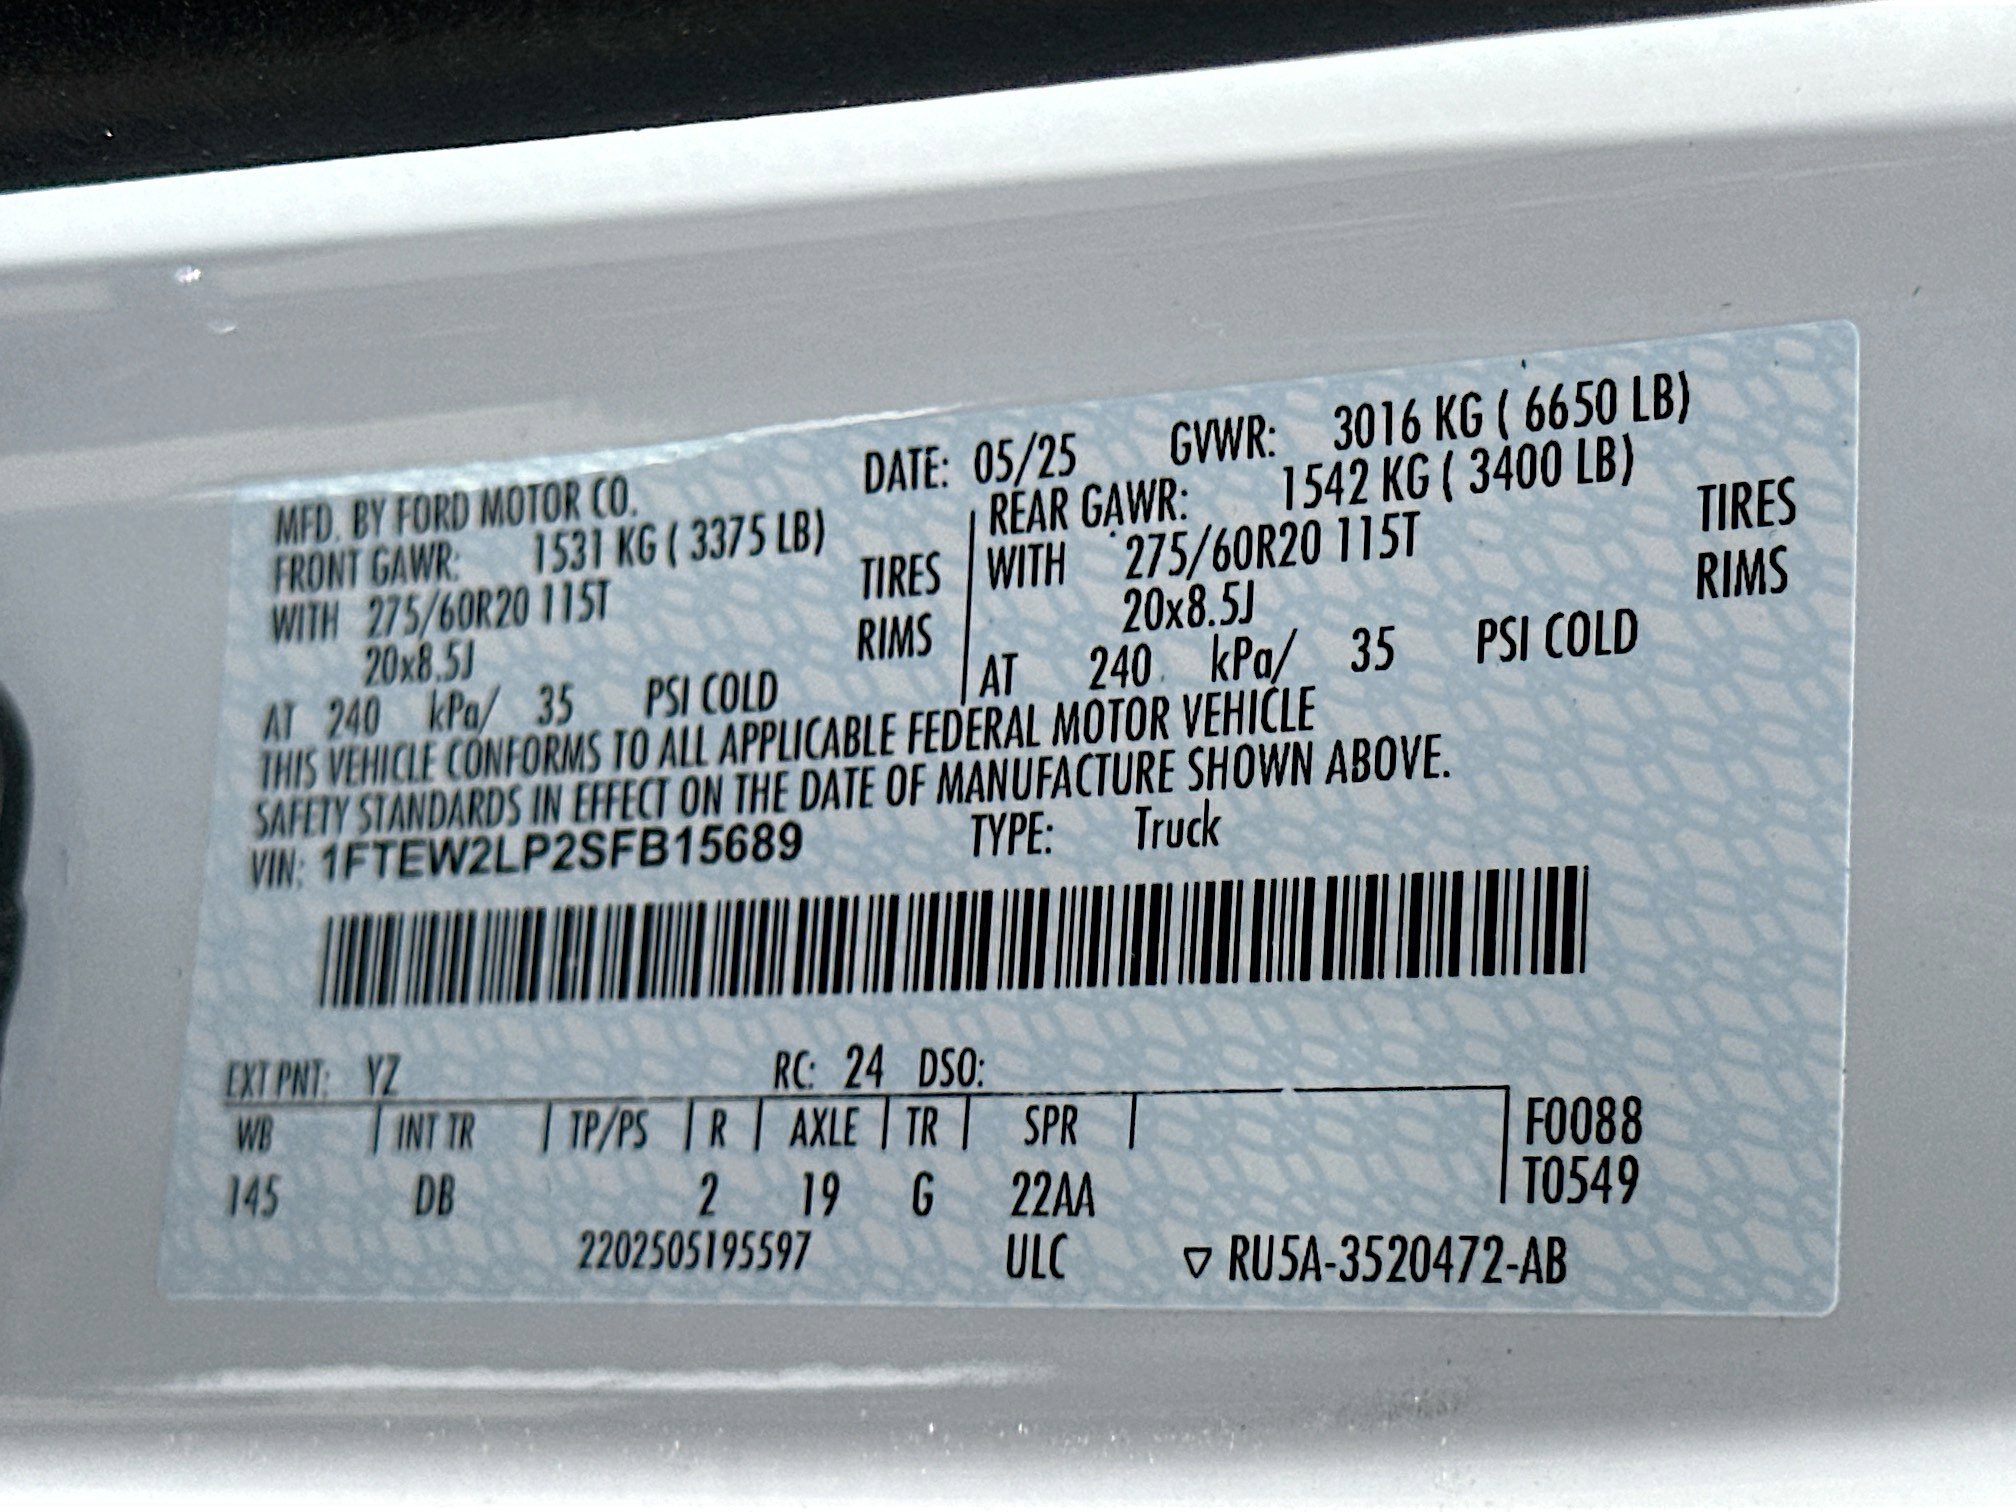 MFD. BY FORD MOTOR CO. DATE: 05/25 GVWR: 3016 KG ( 6650 LB)
FRONT GAWR: 1531 KG ( 3375 LB) REAR GAWR: 1542 KG ( 3400 LB)
WITH 275/60R20 115T TIRES WITH 275/60R20 115T TIRES
20x8.5J RIMS 20x8.5J RIMS
AT 240 kPa/ 35 PSI COLD AT 240 kPa/ 35 PSI COLD
THIS VEHICLE CONFORMS TO ALL APPLICABLE FEDERAL MOTOR VEHICLE
SAFETY STANDARDS IN EFFECT ON THE DATE OF MANUFACTURE SHOWN ABOVE.
VIN: 1FTEW2LP2SFB15689 TYPE: Truck
EXT PNT: YZ RC: 24 DSO:
WB | INT TR | TP/PS | R | AXLE | TR | SPR | F0088
145 DB 2 19 G 22AA T0549
2202505195597 ULC ▽ RU5A-3520472-AB